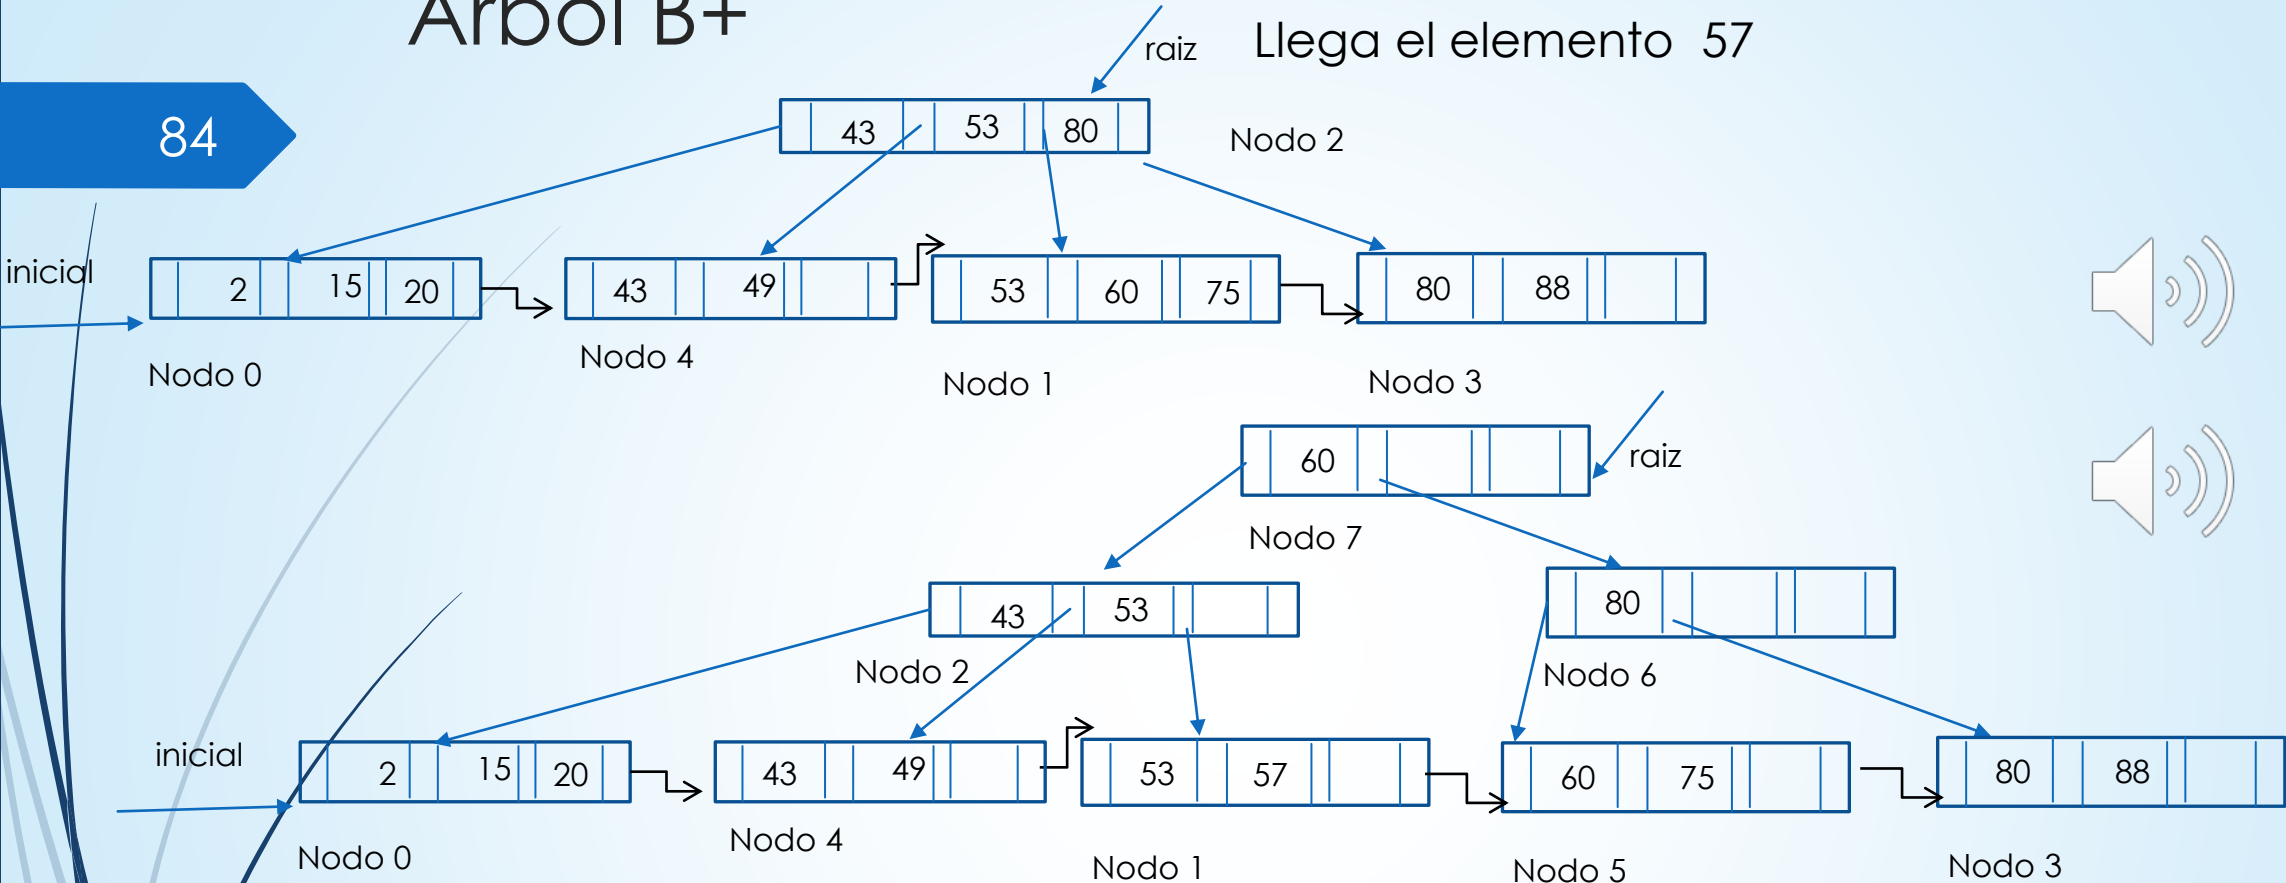 Árbol B+
Llega el elemento 57
raiz
84
43 53 80
Nodo 2
inicial
2 15 20
43 49
53 60 75
80 88
Nodo 0
Nodo 4
Nodo 1
Nodo 3
60
raiz
Nodo 7
43 53
80
Nodo 2
Nodo 6
inicial
2 15 20
43 49
53 57
60 75
80 88
Nodo 0
Nodo 4
Nodo 1
Nodo 5
Nodo 3